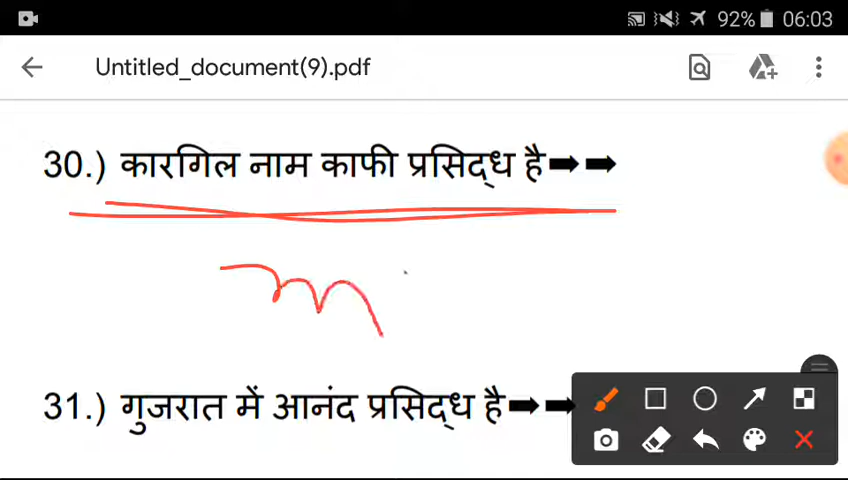 92% 06:03
Untitled_document(9).pdf
30.) कारगिल नाम काफी प्रसिद्ध है➡➡
31.) गुजरात में आनंद प्रसिद्ध है➡➡